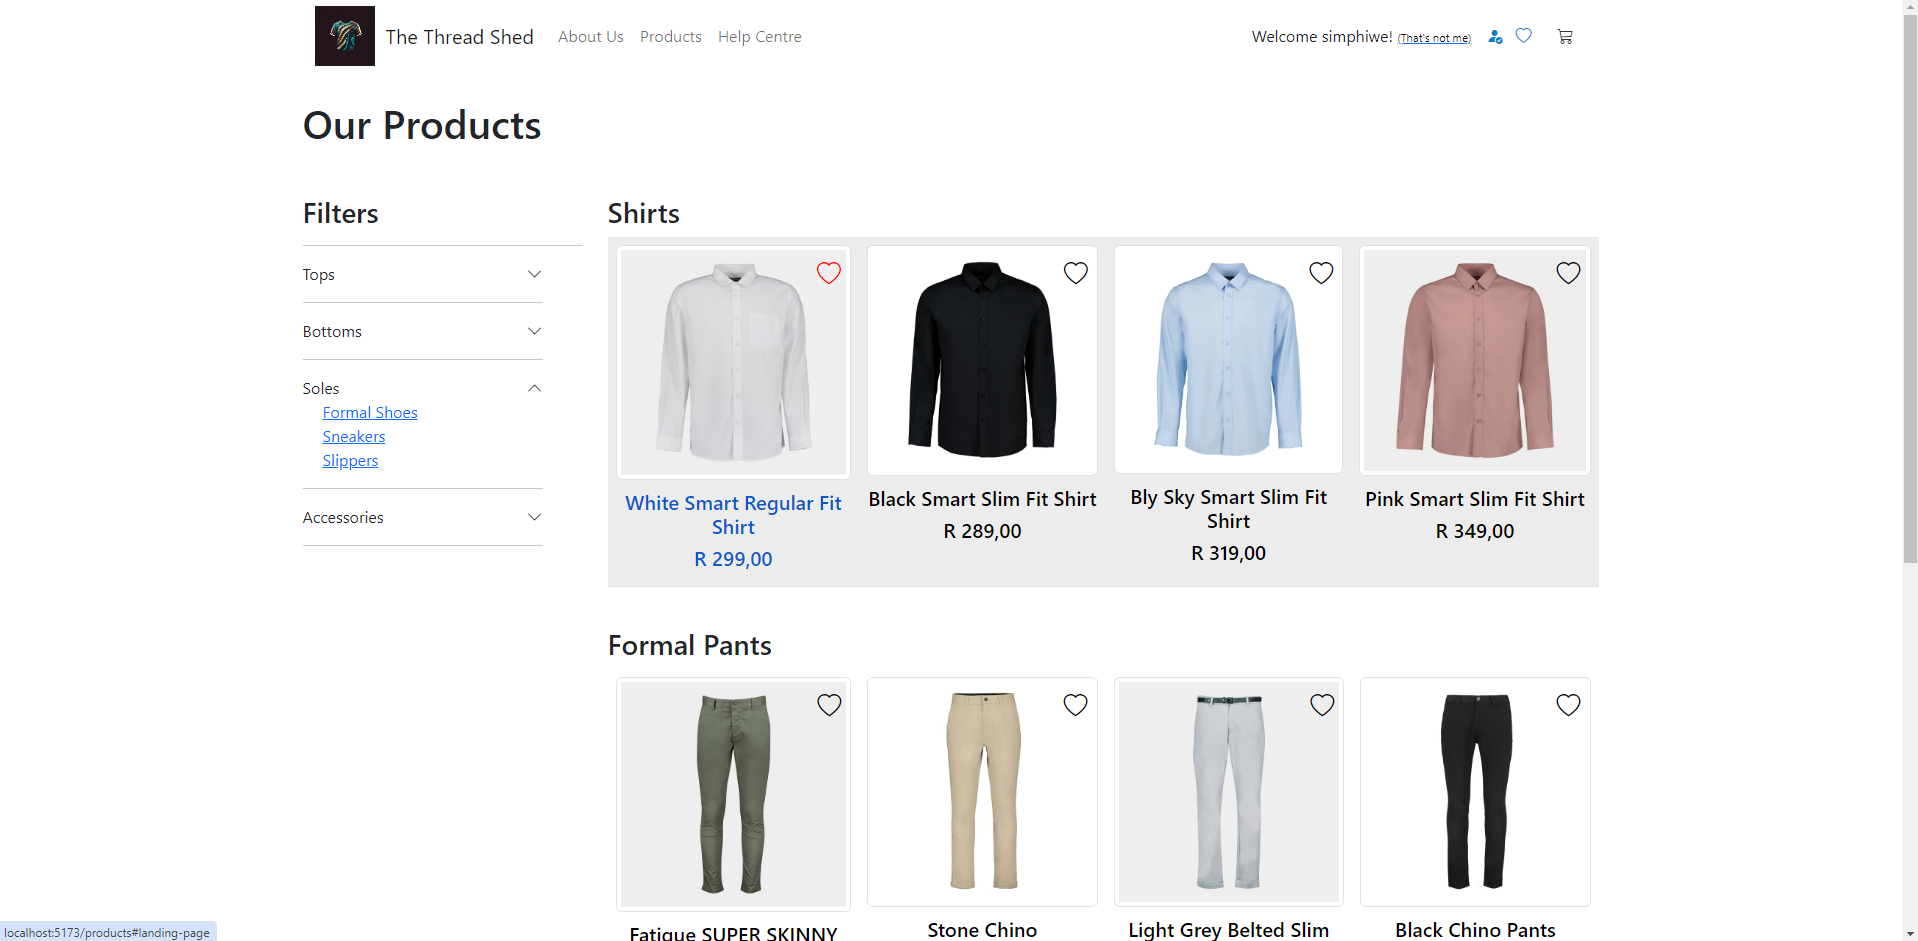 The Thread Shed
About Us
Products
Help Centre
Welcome simphiwe! (That's not me)
Our Products
Filters
Tops
Bottoms
Soles
Formal Shoes
Sneakers
Slippers
Accessories
Shirts
White Smart Regular Fit
Shirt
R 299,00
Black Smart Slim Fit Shirt
R 289,00
Bly Sky Smart Slim Fit
Shirt
R 319,00
Pink Smart Slim Fit Shirt
R 349,00
Formal Pants
Fatigue SUPER SKINNY
Stone Chino
Light Grey Belted Slim
Black Chino Pants
localhost:5173/products#landing-page